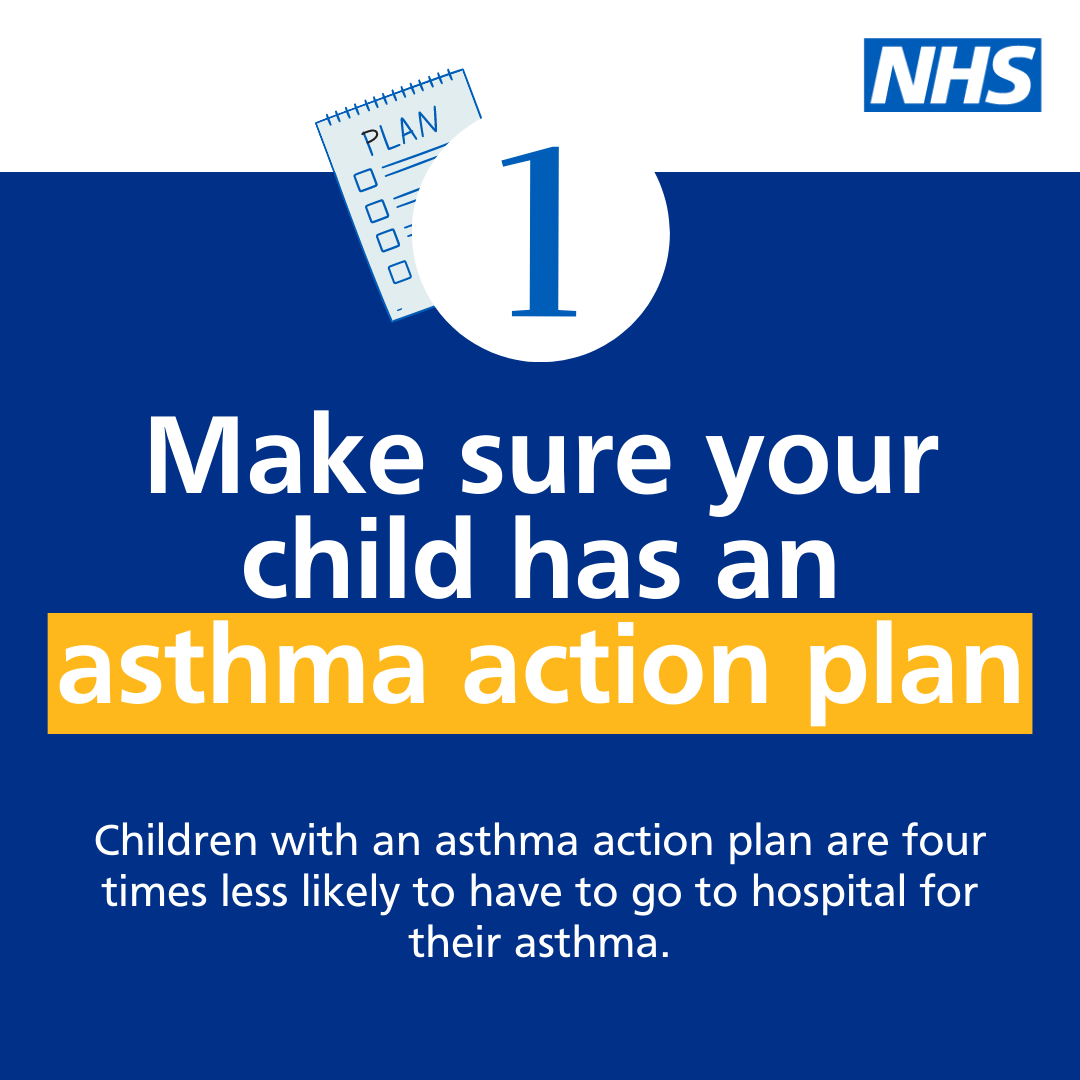 NHS
PLAN
1
Make sure your
child has an
asthma action plan
Children with an asthma action plan are four
times less likely to have to go to hospital for
their asthma.